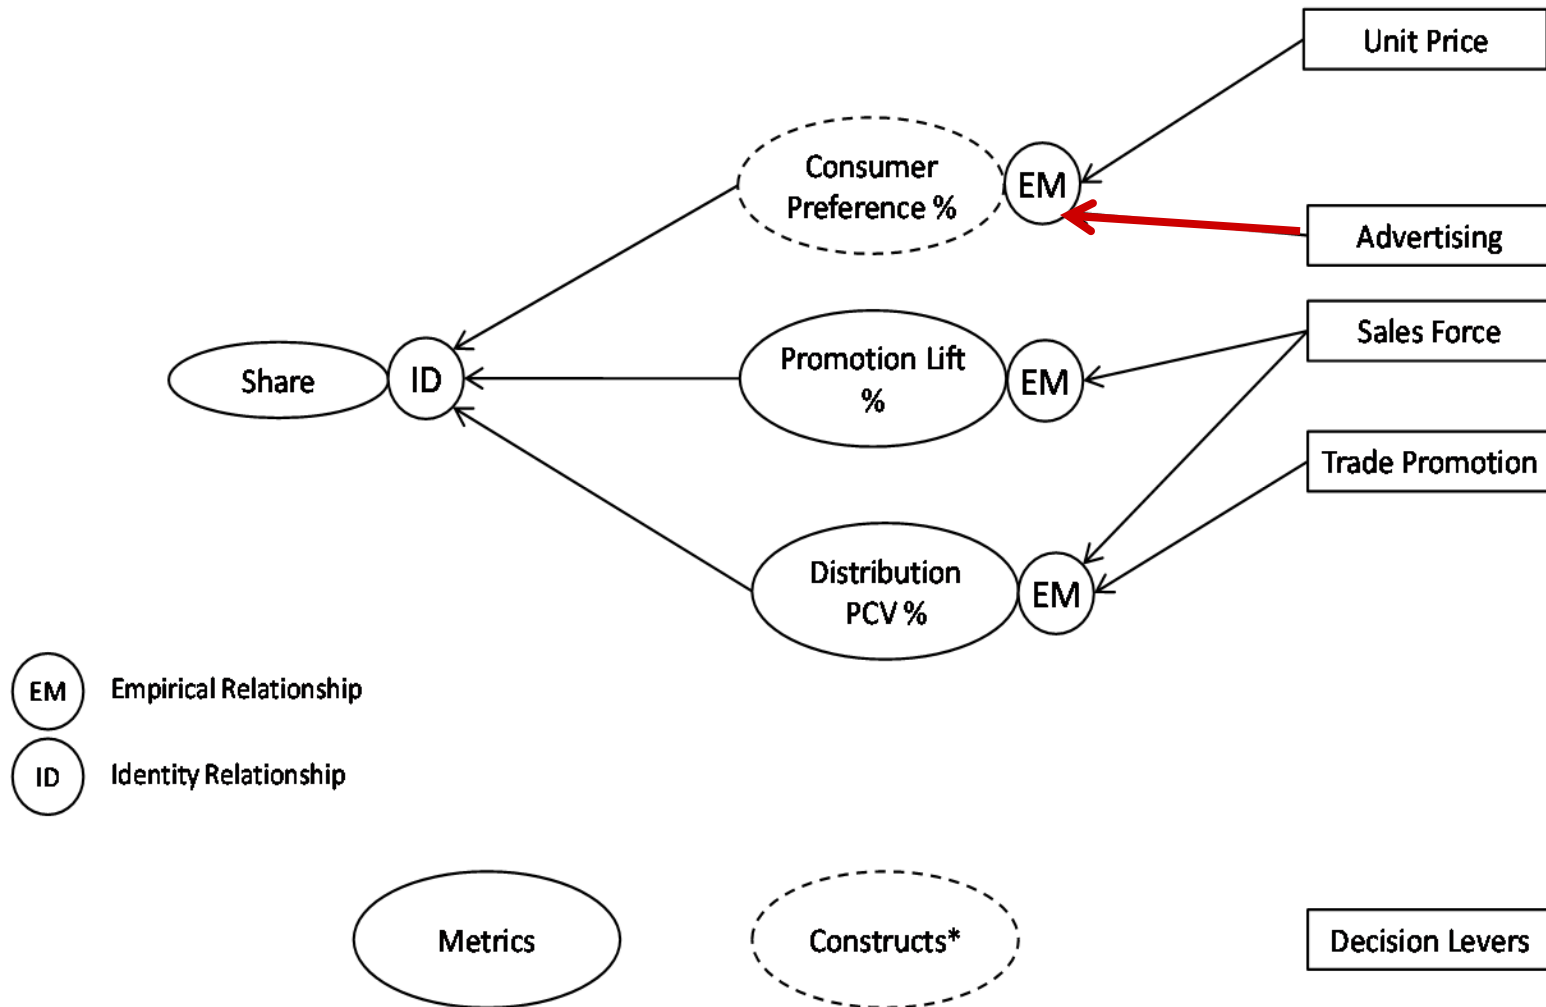 Unit Price
Consumer
Preference %
EM
Advertising
Share
ID
Promotion Lift
%
EM
Sales Force
Trade Promotion
Distribution
PCV %
EM
EM
Empirical Relationship
ID
Identity Relationship
Metrics
Constructs*
Decision Levers